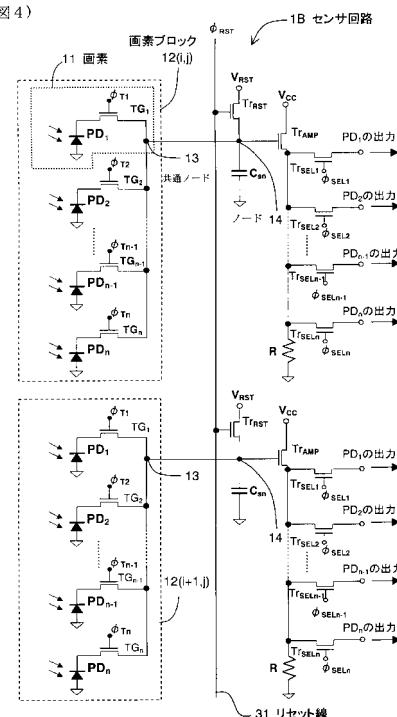 図4)
φRST
1B センサ回路
画素ブロック
12(i,j)
11 画素
φT1
TG1
PD1
13
φT2
TG2
共通ノード
PD2
φTn-1
TGn-1
PDn-1
φTn
TGn
PDn
VRST
TrRST
VCC
TrAMP
Csn
ノード
14
PD1の出力
TrSEL1
φSEL1
PD2の出力
TrSEL2
φSEL2
PDn-1の出力
TrSELn-1
φSELn-1
PDnの出力
TrSELn
φSELn
R
φT1
TG1
PD1
13
φT2
TG2
PD2
φTn-1
TGn-1
PDn-1
φTn
TGn
PDn
12(i+1,j)
VRST
TrRST
VCC
TrAMP
Csn
14
PD1の出力
TrSEL1
φSEL1
PD2の出力
TrSEL2
φSEL2
PDn-1の出力
TrSELn-1
φSELn-1
PDnの出力
TrSELn
φSELn
R
31 リセット線